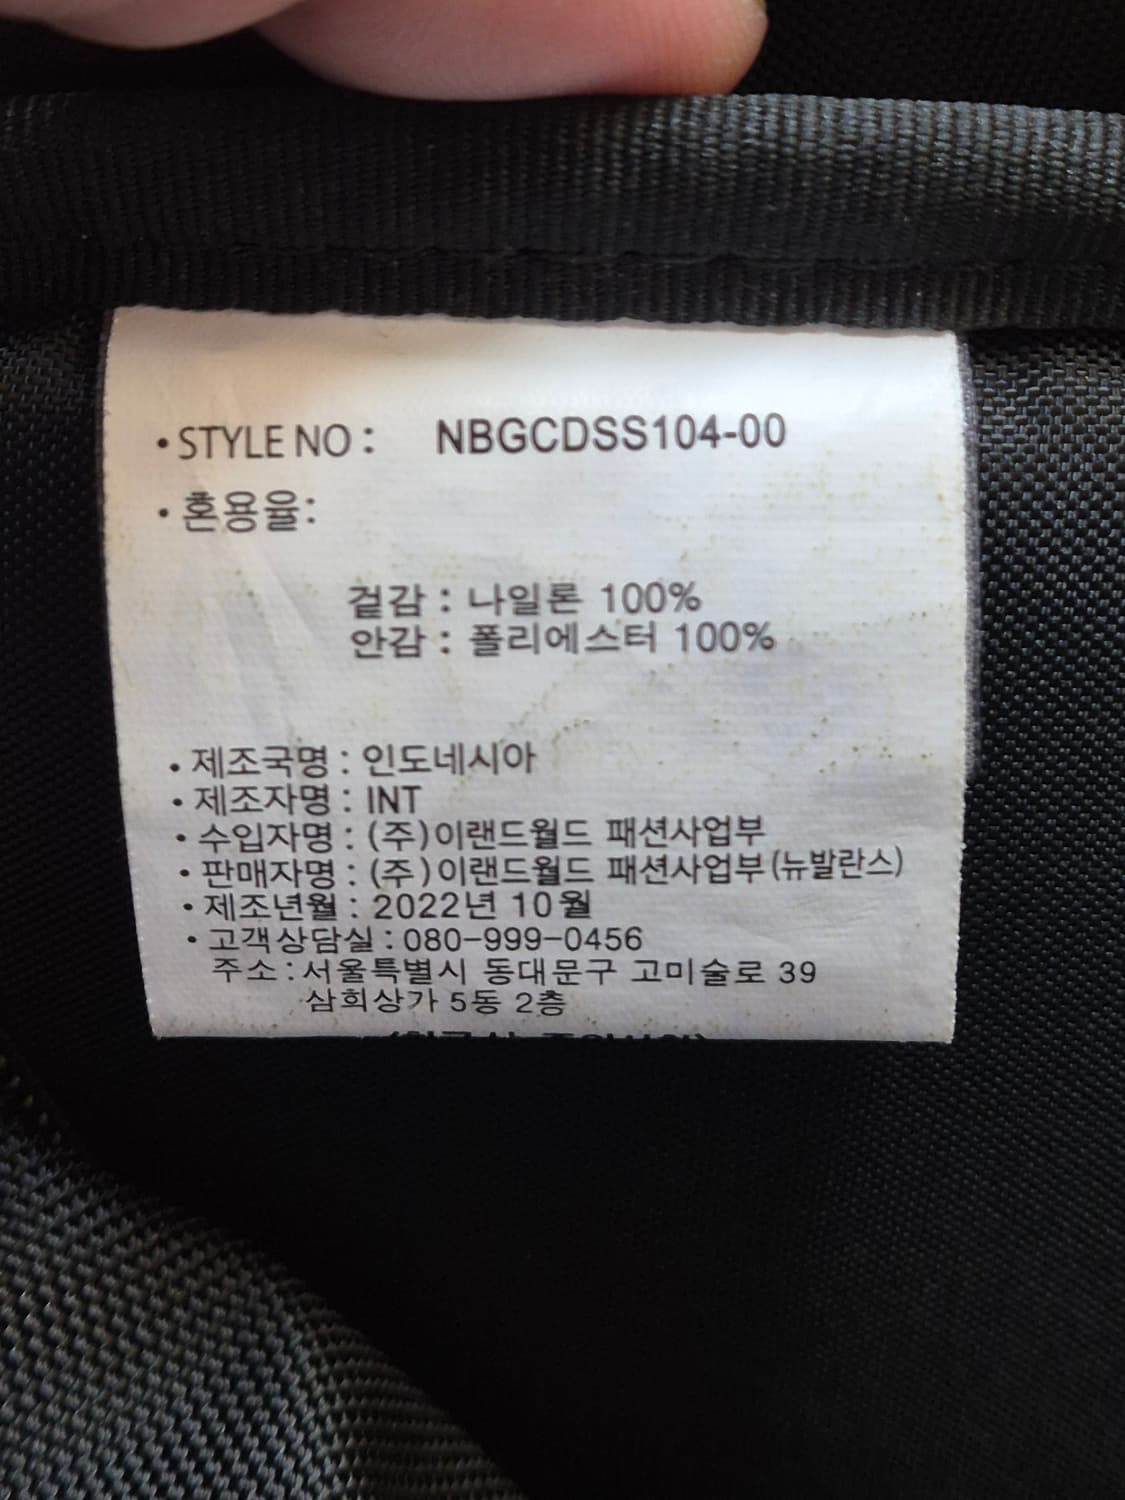 • STYLE NO : NBGCDSS104-00
• 혼용율:
겉감 : 나일론 100%
안감 : 폴리에스터 100%
• 제조국명 : 인도네시아
• 제조자명 : INT
• 수입자명 : (주)이랜드월드 패션사업부
• 판매자명 : (주)이랜드월드 패션사업부(뉴발란스)
• 제조년월 : 2022년 10월
• 고객상담실 : 080-999-0456
주소 : 서울특별시 동대문구 고미술로 39
삼희상가 5동 2층